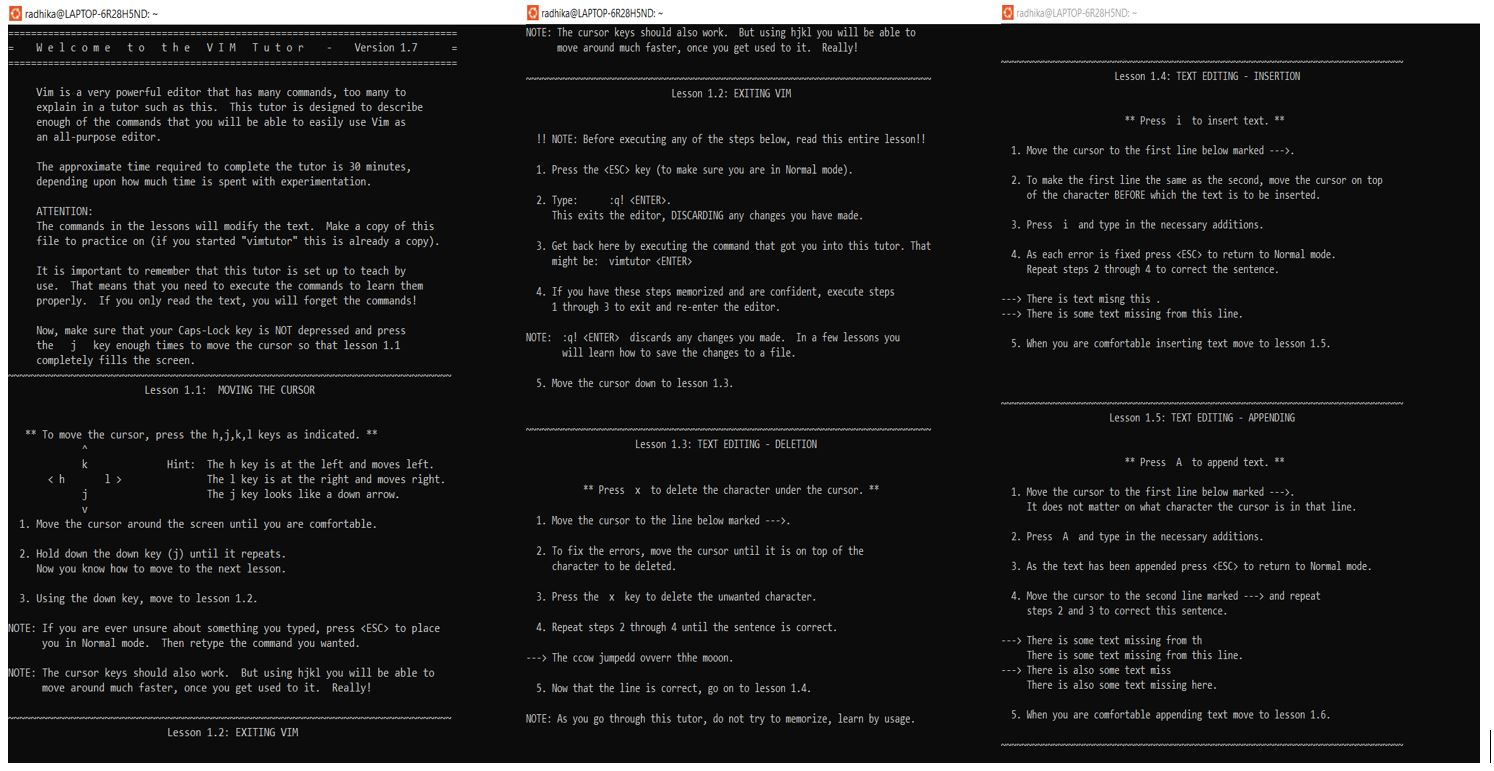 radhika@LAPTOP-6R28H5ND: ~
===============================================================================
=    W e l c o m e   t o   t h e   V I M   T u t o r    -    Version 1.7      =
===============================================================================
Vim is a very powerful editor that has many commands, too many to
explain in a tutor such as this.  This tutor is designed to describe
enough of the commands that you will be able to easily use Vim as
an all-purpose editor.
The approximate time required to complete the tutor is 30 minutes,
depending upon how much time is spent with experimentation.
ATTENTION:
The commands in the lessons will modify the text.  Make a copy of this
file to practice on (if you started "vimtutor" this is already a copy).
It is important to remember that this tutor is set up to teach by
use.  That means that you need to execute the commands to learn them
properly.  If you only read the text, you will forget the commands!
Now, make sure that your Caps-Lock key is NOT depressed and press
the   j   key enough times to move the cursor so that lesson 1.1
completely fills the screen.
~~~~~~~~~~~~~~~~~~~~~~~~~~~~~~~~~~~~~~~~~~~~~~~~~~~~~~~~~~~~~~~~~~~~~~~~~~~~~~~
Lesson 1.1:  MOVING THE CURSOR
** To move the cursor, press the h,j,k,l keys as indicated. **
^
k              Hint:  The h key is at the left and moves left.
< h       l >               The l key is at the right and moves right.
j                     The j key looks like a down arrow.
v
1. Move the cursor around the screen until you are comfortable.
2. Hold down the down key (j) until it repeats.
Now you know how to move to the next lesson.
3. Using the down key, move to lesson 1.2.
NOTE: If you are ever unsure about something you typed, press <ESC> to place
you in Normal mode.  Then retype the command you wanted.
NOTE: The cursor keys should also work.  But using hjkl you will be able to
move around much faster, once you get used to it.  Really!
~~~~~~~~~~~~~~~~~~~~~~~~~~~~~~~~~~~~~~~~~~~~~~~~~~~~~~~~~~~~~~~~~~~~~~~~~~~~~~~
Lesson 1.2: EXITING VIM
radhika@LAPTOP-6R28H5ND: ~
NOTE: The cursor keys should also work.  But using hjkl you will be able to
move around much faster, once you get used to it.  Really!
~~~~~~~~~~~~~~~~~~~~~~~~~~~~~~~~~~~~~~~~~~~~~~~~~~~~~~~~~~~~~~~~~~~~~~~~~~~~~~~
Lesson 1.2: EXITING VIM
!! NOTE: Before executing any of the steps below, read this entire lesson!!
1. Press the <ESC> key (to make sure you are in Normal mode).
2. Type:      :q! <ENTER>.
This exits the editor, DISCARDING any changes you have made.
3. Get back here by executing the command that got you into this tutor. That
might be:  vimtutor <ENTER>
4. If you have these steps memorized and are confident, execute steps
1 through 3 to exit and re-enter the editor.
NOTE:  :q! <ENTER>  discards any changes you made.  In a few lessons you
will learn how to save the changes to a file.
5. Move the cursor down to lesson 1.3.
~~~~~~~~~~~~~~~~~~~~~~~~~~~~~~~~~~~~~~~~~~~~~~~~~~~~~~~~~~~~~~~~~~~~~~~~~~~~~~~
Lesson 1.3: TEXT EDITING - DELETION
** Press  x  to delete the character under the cursor. **
1. Move the cursor to the line below marked --->.
2. To fix the errors, move the cursor until it is on top of the
character to be deleted.
3. Press the  x  key to delete the unwanted character.
4. Repeat steps 2 through 4 until the sentence is correct.
---> The ccow jumpedd ovverr thhe mooon.
5. Now that the line is correct, go on to lesson 1.4.
NOTE: As you go through this tutor, do not try to memorize, learn by usage.
radhika@LAPTOP-6R28H5ND: ~
~~~~~~~~~~~~~~~~~~~~~~~~~~~~~~~~~~~~~~~~~~~~~~~~~~~~~~~~~~~~~~~~~~~~~~~~~~~~~~~
Lesson 1.4: TEXT EDITING - INSERTION
** Press  i  to insert text. **
1. Move the cursor to the first line below marked --->.
2. To make the first line the same as the second, move the cursor on top
of the character BEFORE which the text is to be inserted.
3. Press  i  and type in the necessary additions.
4. As each error is fixed press <ESC> to return to Normal mode.
Repeat steps 2 through 4 to correct the sentence.
---> There is text misng this .
---> There is some text missing from this line.
5. When you are comfortable inserting text move to lesson 1.5.
~~~~~~~~~~~~~~~~~~~~~~~~~~~~~~~~~~~~~~~~~~~~~~~~~~~~~~~~~~~~~~~~~~~~~~~~~~~~~~~
Lesson 1.5: TEXT EDITING - APPENDING
** Press  A  to append text. **
1. Move the cursor to the first line below marked --->.
It does not matter on what character the cursor is in that line.
2. Press  A  and type in the necessary additions.
3. As the text has been appended press <ESC> to return to Normal mode.
4. Move the cursor to the second line marked ---> and repeat
steps 2 and 3 to correct this sentence.
---> There is some text missing from th
There is some text missing from this line.
---> There is also some text miss
There is also some text missing here.
5. When you are comfortable appending text move to lesson 1.6.
~~~~~~~~~~~~~~~~~~~~~~~~~~~~~~~~~~~~~~~~~~~~~~~~~~~~~~~~~~~~~~~~~~~~~~~~~~~~~~~